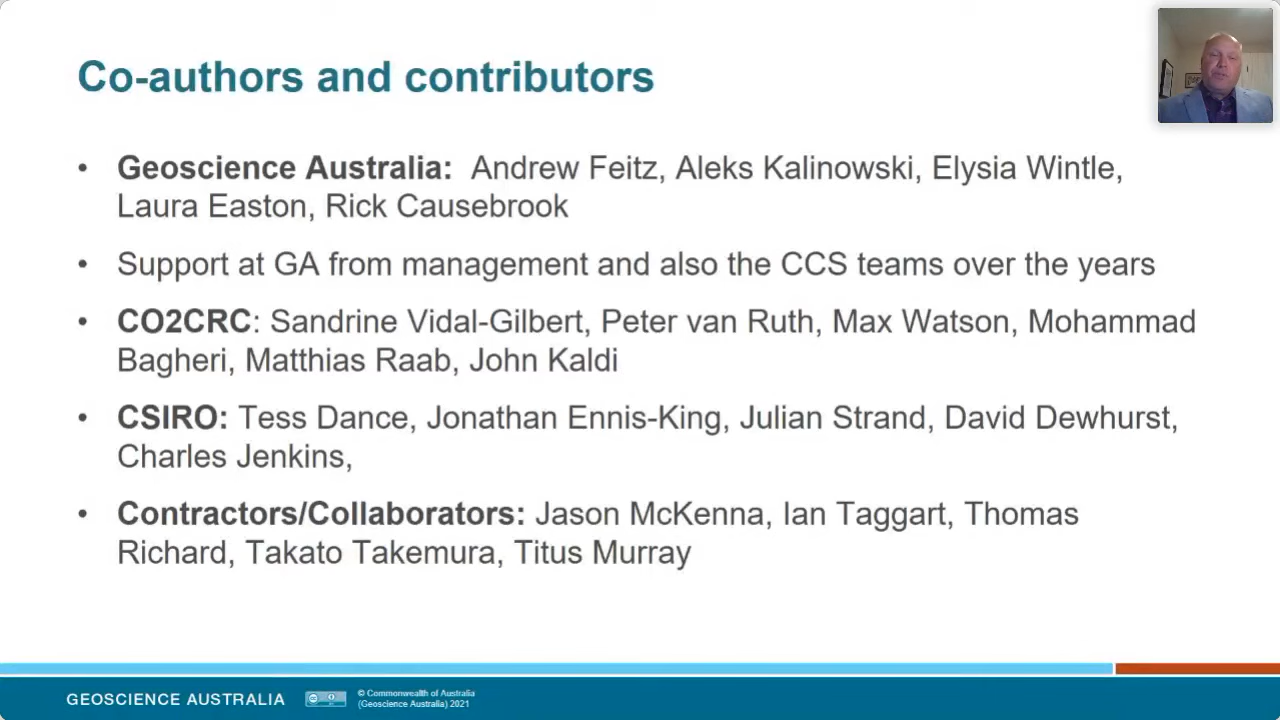 Co-authors and contributors
• Geoscience Australia: Andrew Feitz, Aleks Kalinowski, Elysia Wintle,
Laura Easton, Rick Causebrook
• Support at GA from management and also the CCS teams over the years
• CO2CRC: Sandrine Vidal-Gilbert, Peter van Ruth, Max Watson, Mohammad
Bagheri, Matthias Raab, John Kaldi
• CSIRO: Tess Dance, Jonathan Ennis-King, Julian Strand, David Dewhurst,
Charles Jenkins,
• Contractors/Collaborators: Jason McKenna, Ian Taggart, Thomas
Richard, Takato Takemura, Titus Murray
GEOSCIENCE AUSTRALIA
© Commonwealth of Australia
(Geoscience Australia) 2021